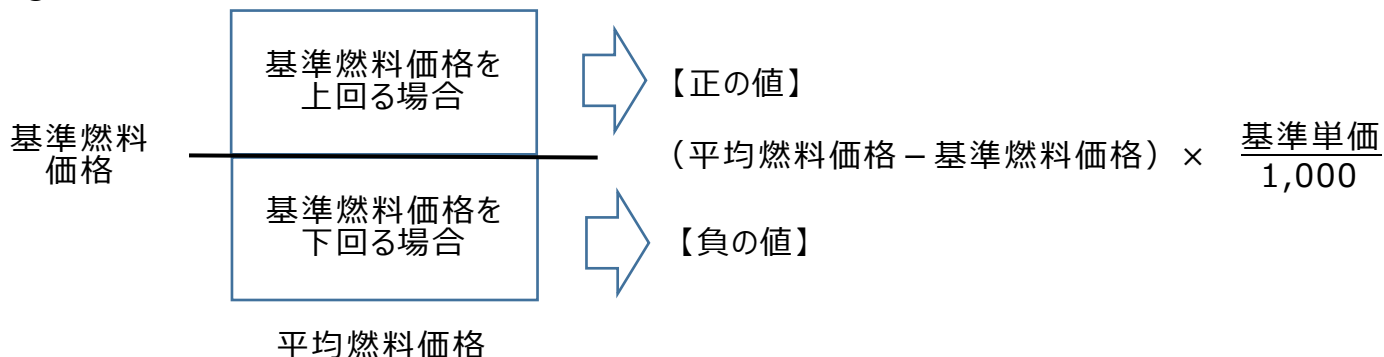 基準燃料価格を
上回る場合
【正の値】
基準燃料
価格
（平均燃料価格 – 基準燃料価格）× 基準単価
1,000
基準燃料価格を
下回る場合
【負の値】
平均燃料価格